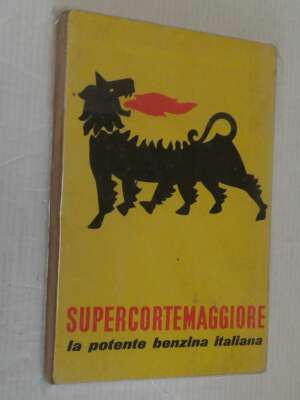 SUPERCORTEMAGGIORE
la potente benzina italiana